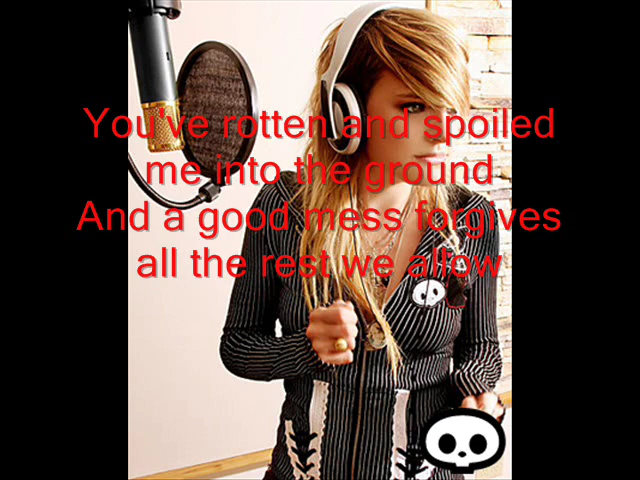 You've rotten and spoiled
me into the ground
And a good mess forgives
all the rest we allow